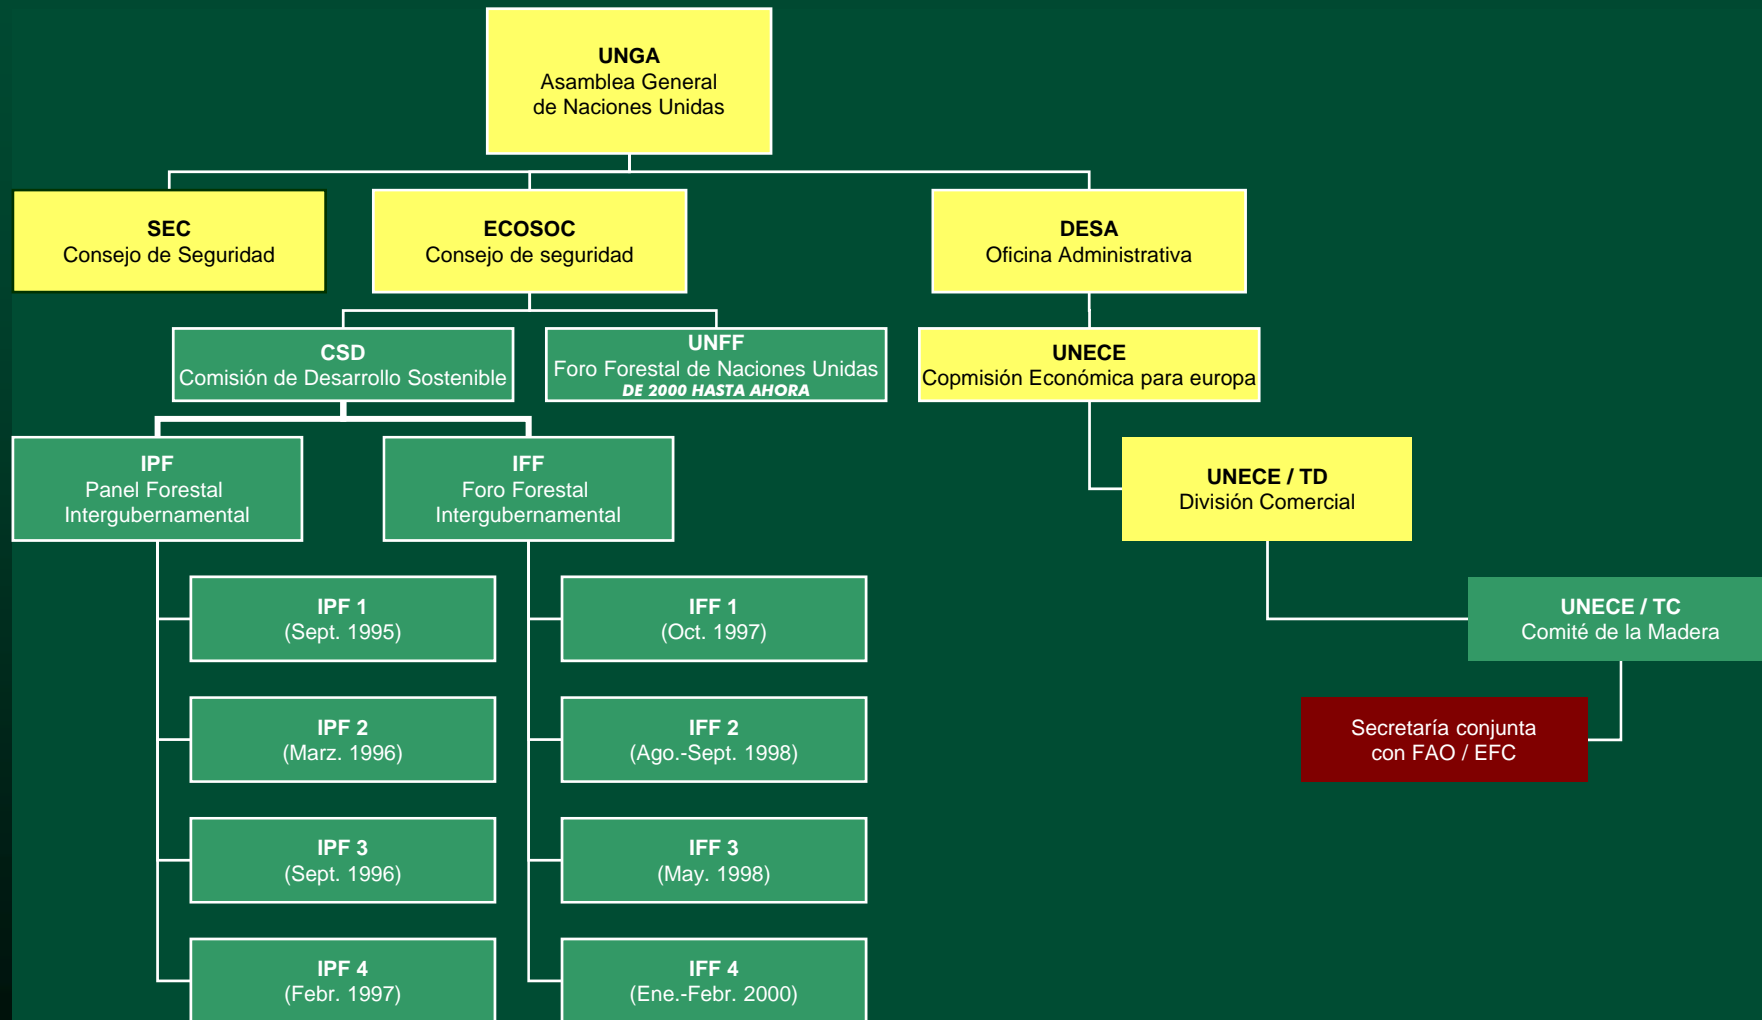 UNGA
Asamblea General
de Naciones Unidas
SEC
Consejo de Seguridad
ECOSOC
Consejo de seguridad
DESA
Oficina Administrativa
CSD
Comisión de Desarrollo Sostenible
UNFF
Foro Forestal de Naciones Unidas
DE 2000 HASTA AHORA
UNECE
Copmisión Económica para europa
IPF
Panel Forestal
Intergubernamental
IFF
Foro Forestal
Intergubernamental
UNECE / TD
División Comercial
IPF 1
(Sept. 1995)
IFF 1
(Oct. 1997)
UNECE / TC
Comité de la Madera
IPF 2
(Marz. 1996)
IFF 2
(Ago.-Sept. 1998)
Secretaría conjunta
con FAO / EFC
IPF 3
(Sept. 1996)
IFF 3
(May. 1998)
IPF 4
(Febr. 1997)
IFF 4
(Ene.-Febr. 2000)